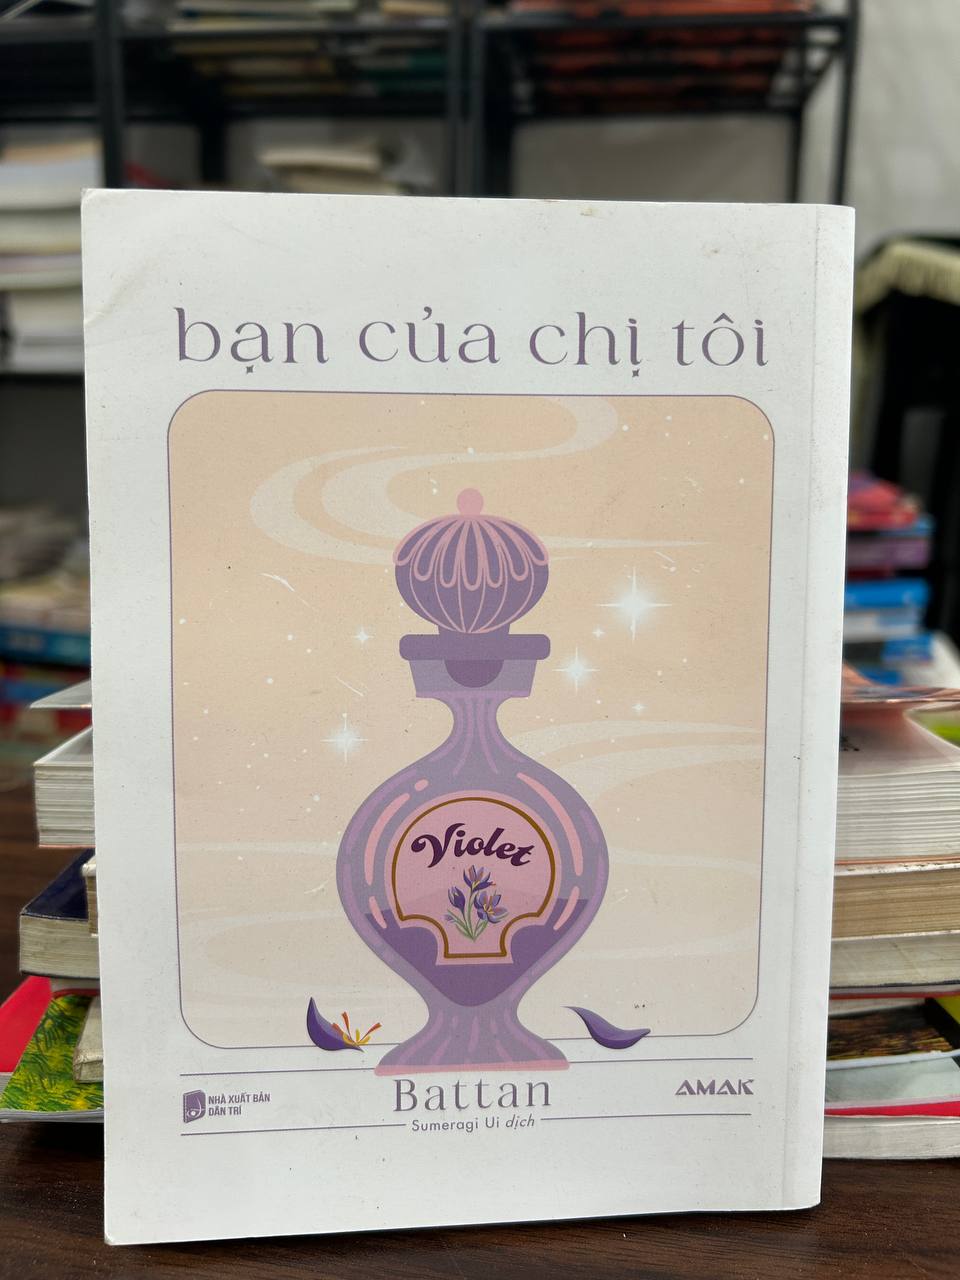 bạn của chị tôi
Violet
NHÀ XUẤT BẢN
DÂN TRÍ
Battan
AMAK
Sumeragi Ui dịch